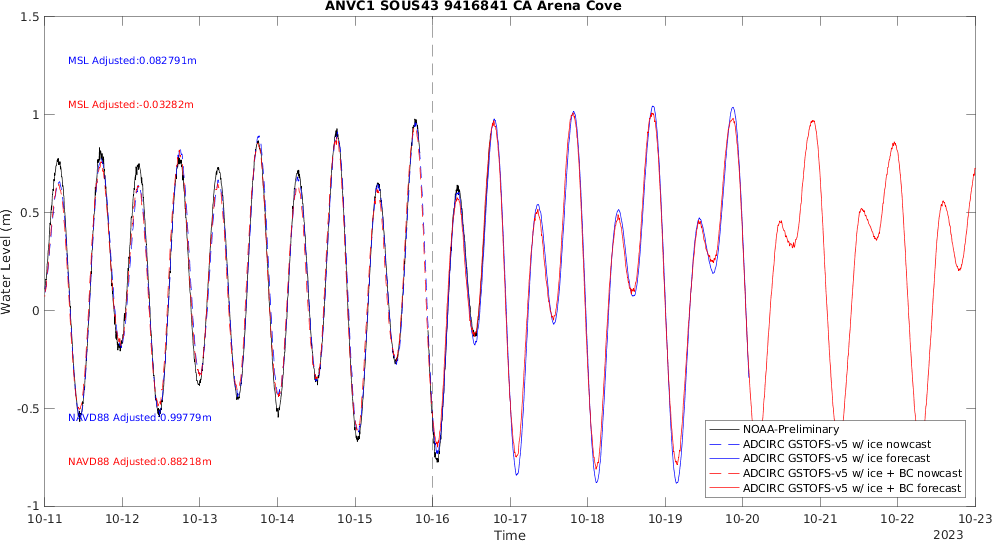 ANVC1 SOUS43 9416841 CA Arena Cove
1.5
1
0.5
0
-0.5
-1
Water Level (m)
MSL Adjusted:0.082791m
MSL Adjusted:-0.03282m
NAVD88 Adjusted:0.99779m
NAVD88 Adjusted:0.88218m
NOAA-Preliminary
ADCIRC GSTOFS-v5 w/ ice nowcast
ADCIRC GSTOFS-v5 w/ ice forecast
ADCIRC GSTOFS-v5 w/ ice + BC nowcast
ADCIRC GSTOFS-v5 w/ ice + BC forecast
10-11 10-12 10-13 10-14 10-15 10-16 10-17 10-18 10-19 10-20 10-21 10-22 10-23
Time
2023